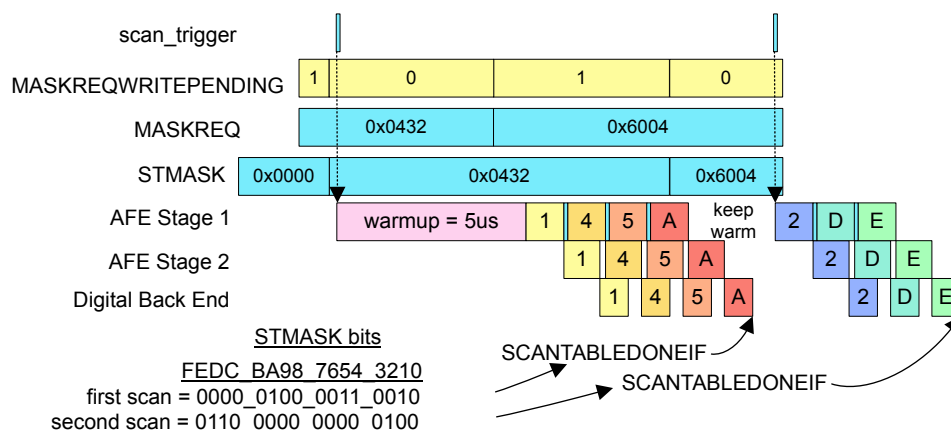 scan_trigger
MASKREQWRITEPENDING 1 0 1 0
MASKREQ 0x0432 0x6004
STMASK 0x0000 0x0432 0x6004
AFE Stage 1 warmup = 5us 1 4 5 A keep warm 2 D E
AFE Stage 2 1 4 5 A 2 D E
Digital Back End 1 4 5 A 2 D E
STMASK bits
SCANTABLEDONEIF
FEDC_BA98_7654_3210
SCANTABLEDONEIF
first scan = 0000_0100_0011_0010
second scan = 0110_0000_0000_0100